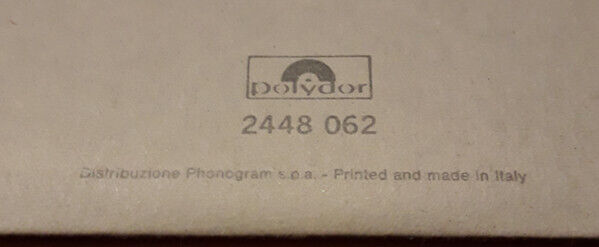 polydor
2448 062
Distribuzione Phonogram s.p.a. - Printed and made in Italy